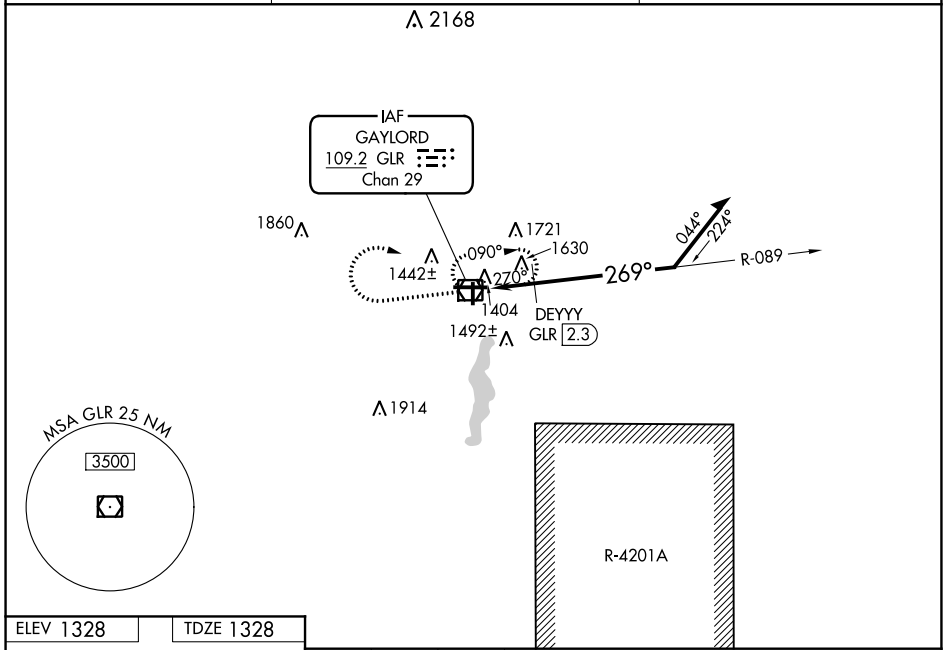 2168
IAF
GAYLORD
109.2 GLR
Chan 29
1860
1721
090°
1630
1442±
270°
269°
044°
224°
R-089
1404
DEYYY
GLR 2.3
1492±
1914
MSA GLR 25 NM
3500
R-4201A
ELEV 1328
TDZE 1328